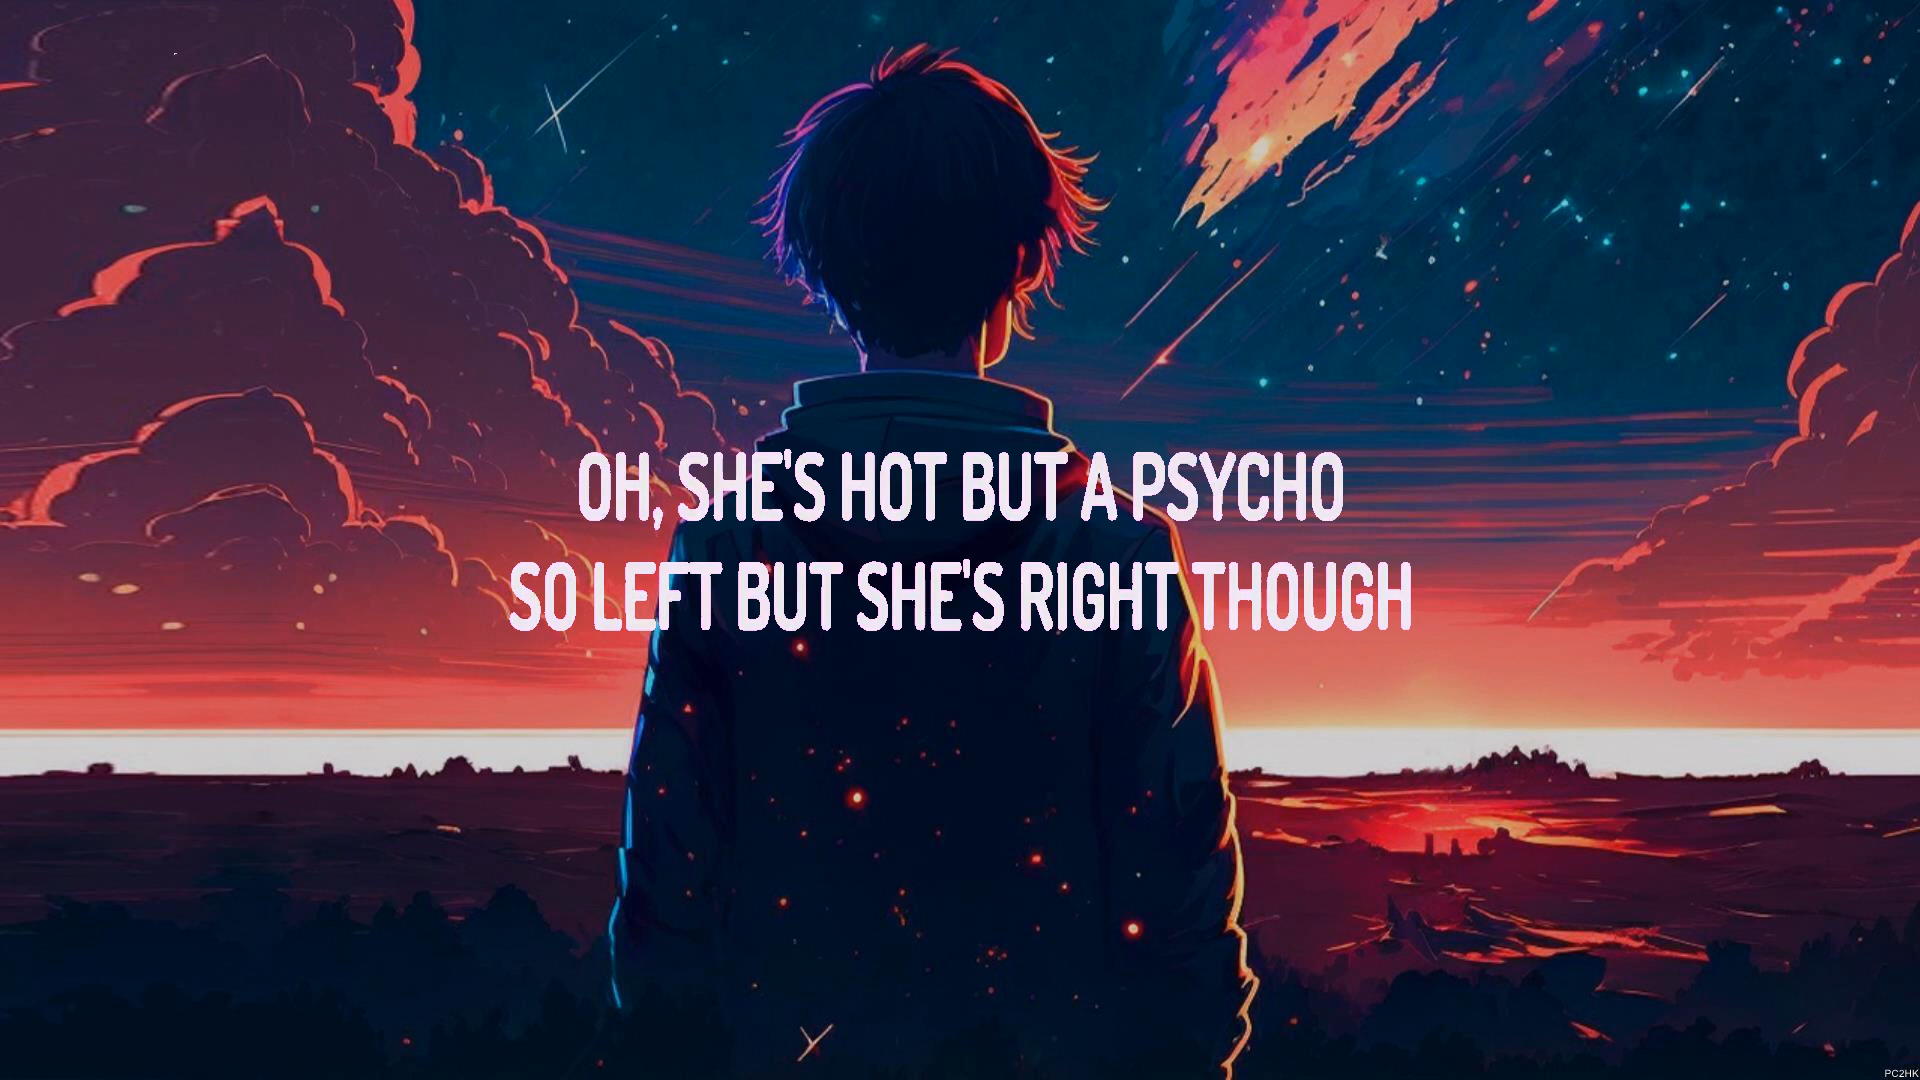 OH, SHE'S HOT BUT A PSYCHO
SO LEFT BUT SHE'S RIGHT THOUGH
PC2HK